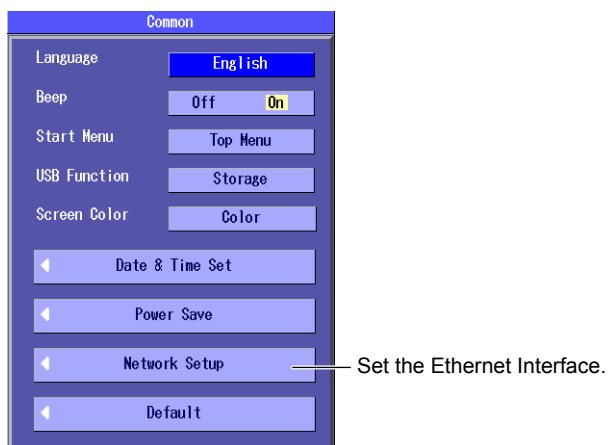 Common
Language English
Beep Off On
Start Menu Top Menu
USB Function Storage
Screen Color Color
Date & Time Set
Power Save
Network Setup Set the Ethernet Interface.
Default